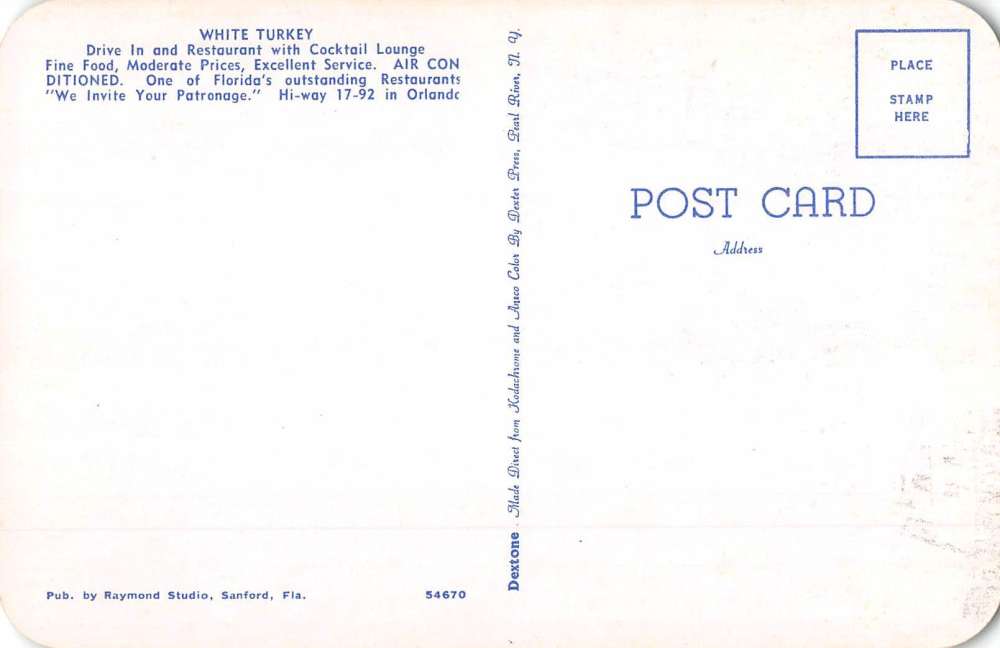 WHITE TURKEY
Drive In and Restaurant with Cocktail Lounge
Fine Food, Moderate Prices, Excellent Service. AIR CON
DITIONED. One of Florida's outstanding Restaurants
"We Invite Your Patronage." Hi-way 17-92 in Orlando
Pub. by Raymond Studio, Sanford, Fla. 54670
Dextone Made Direct from Kodachrome and Ansco Color By Dexter Press, Pearl River, N. Y.
PLACE
STAMP
HERE
POST CARD
Address